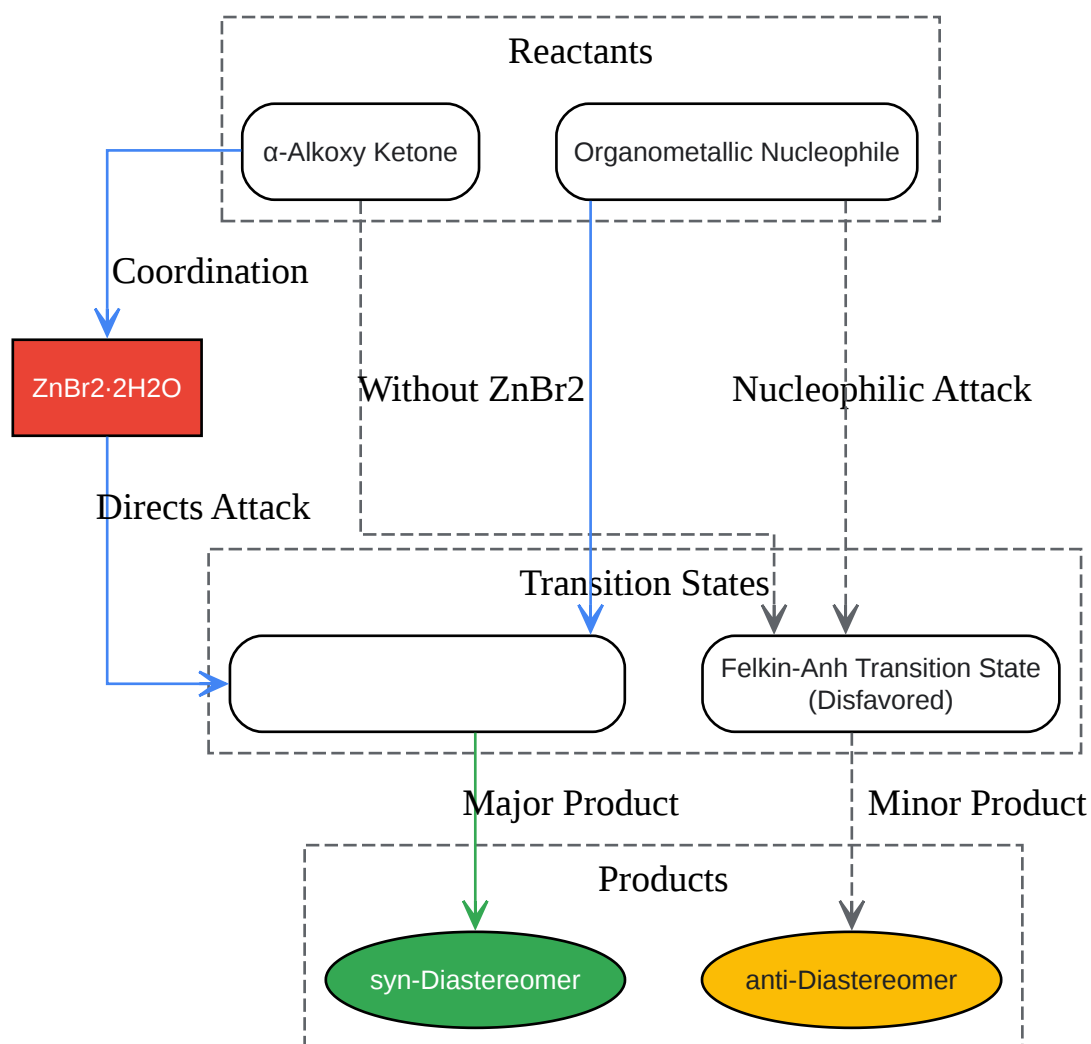 Reactants
α-Alkoxy Ketone
Organometallic Nucleophile
Coordination
ZnBr2·2H2O
Without ZnBr2
Nucleophilic Attack
Directs Attack
Transition States
Felkin-Anh Transition State
(Disfavored)
Major Product
Minor Product
Products
syn-Diastereomer
anti-Diastereomer